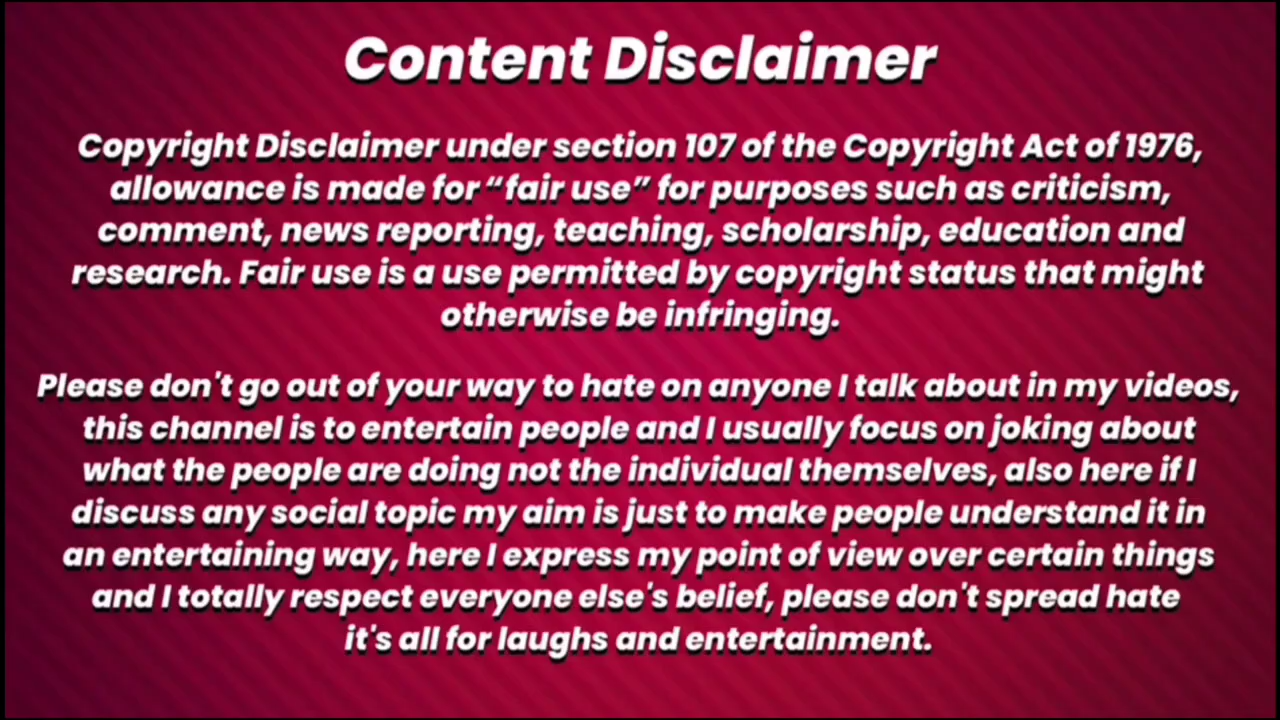 Content Disclaimer
Copyright Disclaimer under section 107 of the Copyright Act of 1976,
allowance is made for “fair use” for purposes such as criticism,
comment, news reporting, teaching, scholarship, education and
research. Fair use is a use permitted by copyright status that might
otherwise be infringing.
Please don't go out of your way to hate on anyone I talk about in my videos,
this channel is to entertain people and I usually focus on joking about
what the people are doing not the individual themselves, also here if I
discuss any social topic my aim is just to make people understand it in
an entertaining way, here I express my point of view over certain things
and I totally respect everyone else's belief, please don't spread hate
it's all for laughs and entertainment.